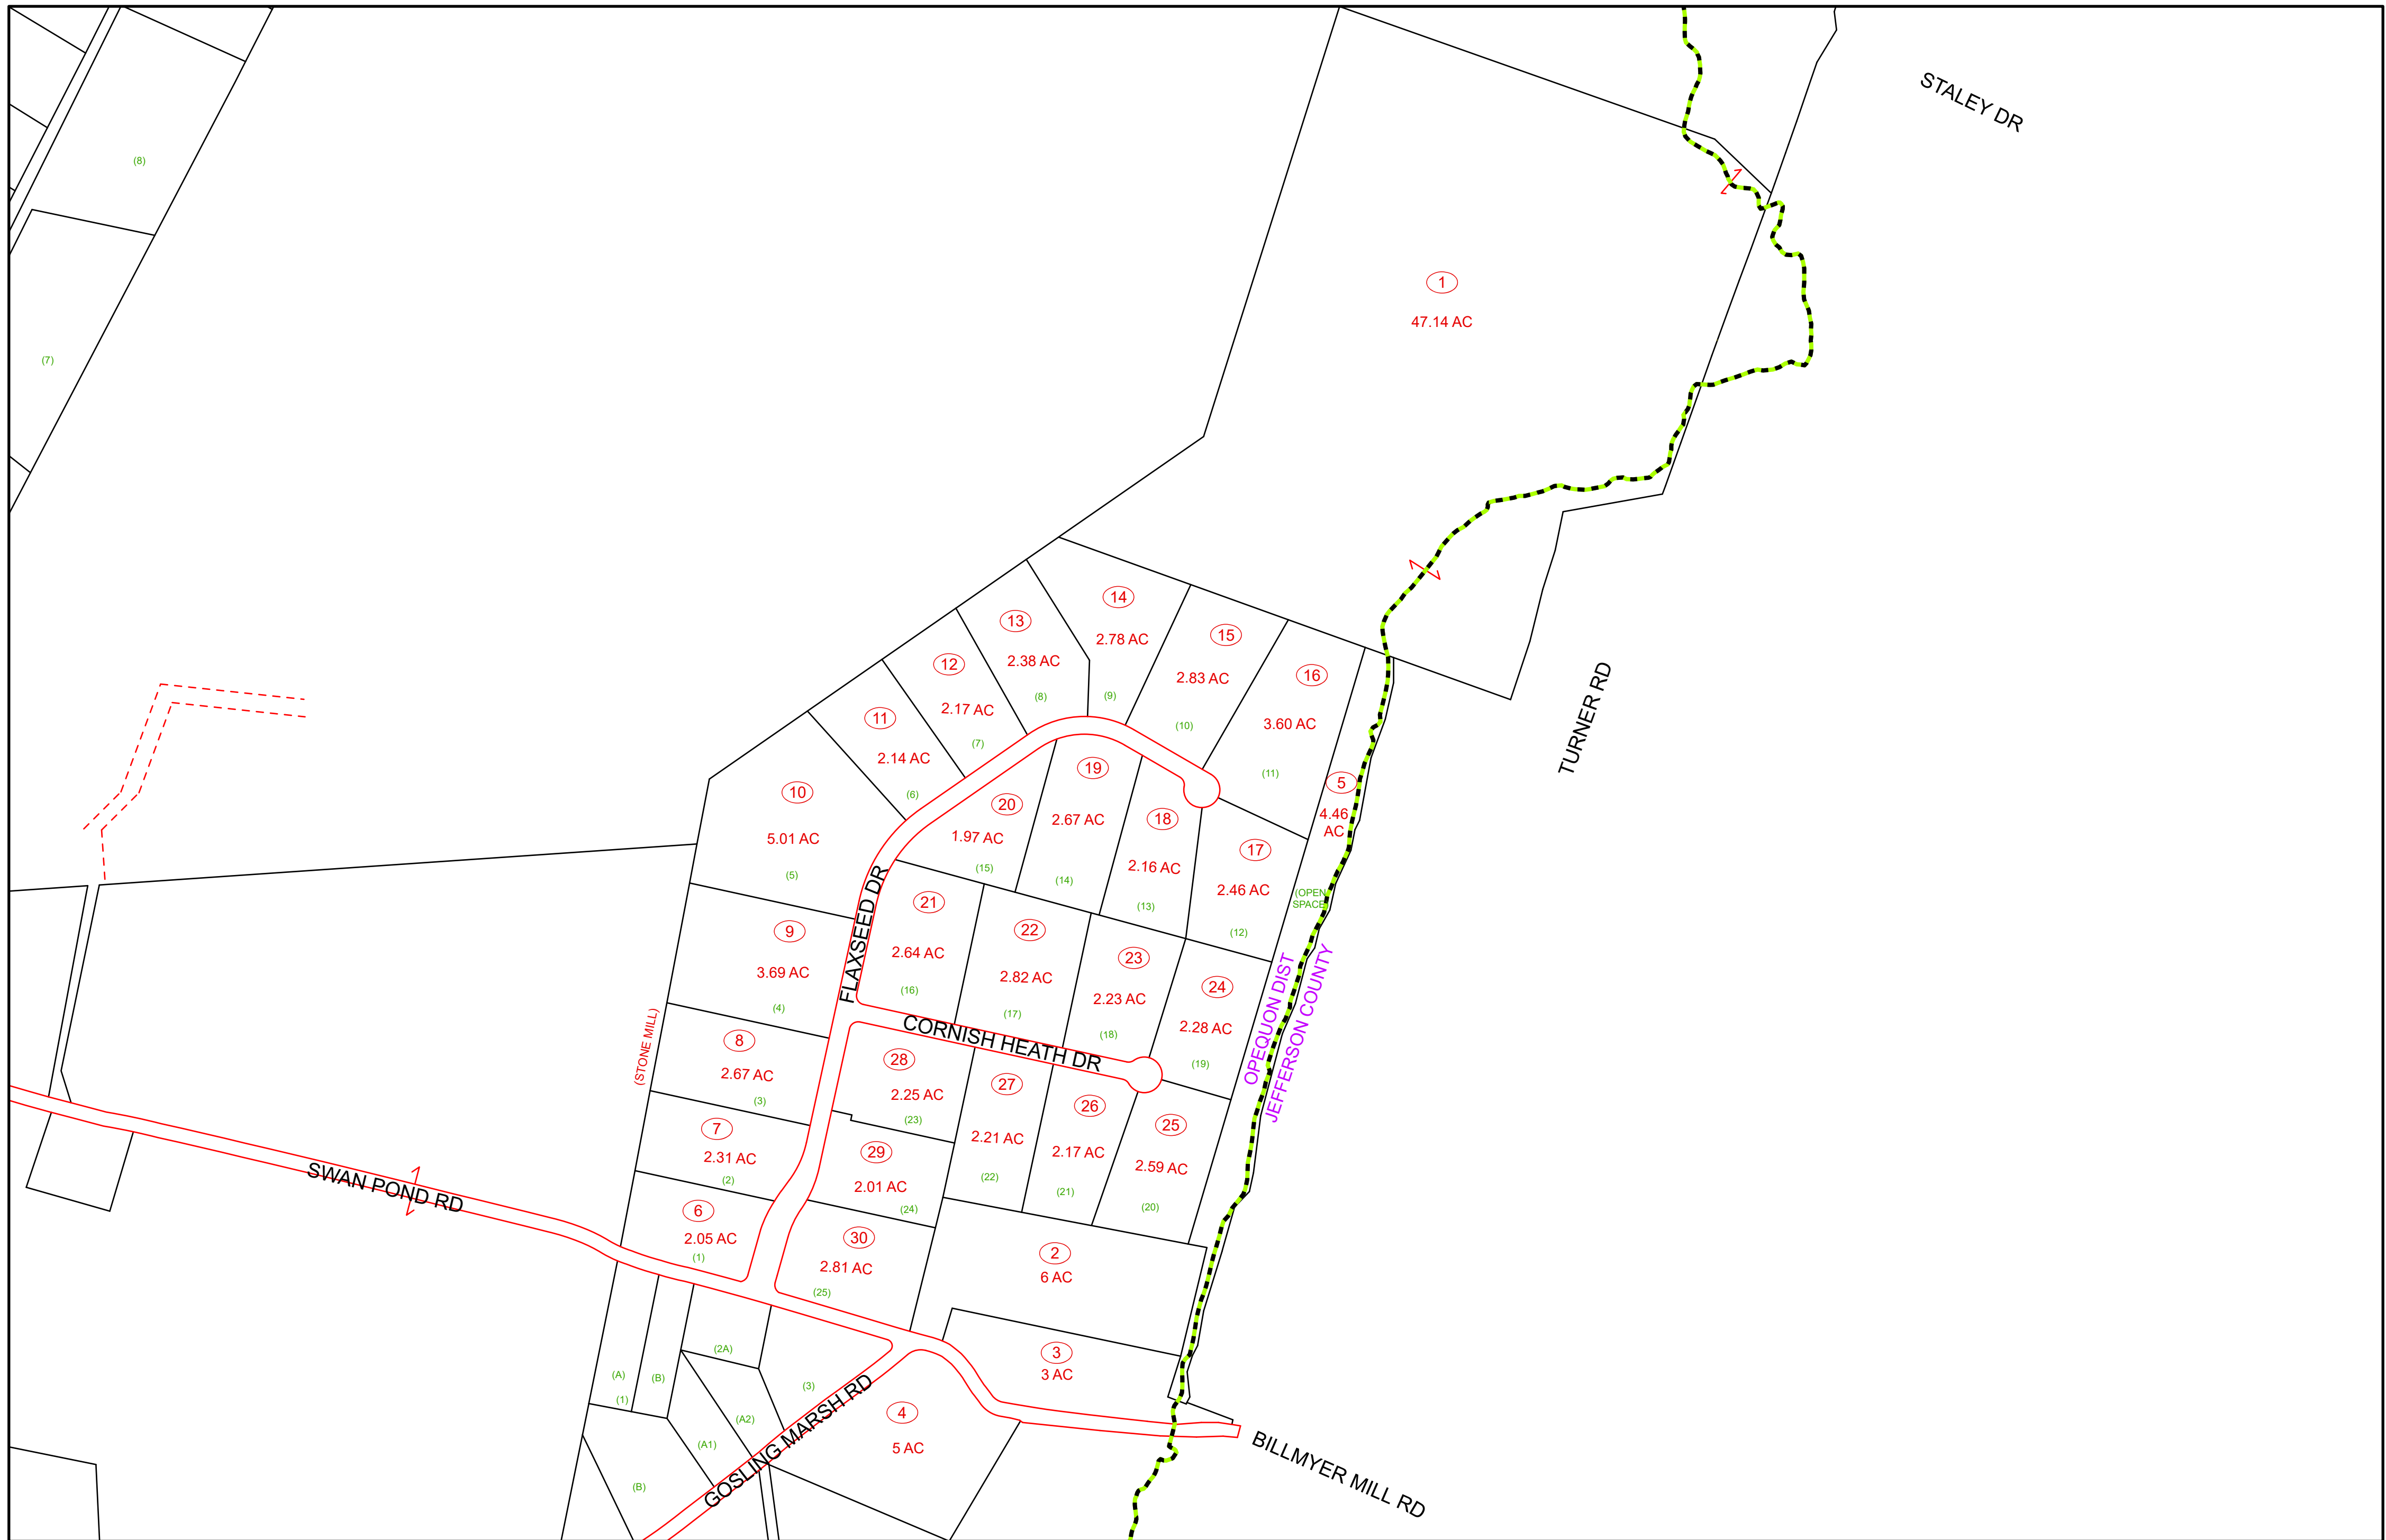 STALEY DR
(8)
1
47.14 AC
(7)
14
2.78 AC
(9)
13
2.38 AC
(8)
15
2.83 AC
(10)
12
2.17 AC
(7)
16
3.60 AC
(11)
TURNER RD
11
2.14 AC
(6)
19
2.67 AC
(14)
5
4.46
AC
(OPEN
SPACE)
10
5.01 AC
(5)
20
1.97 AC
(15)
18
2.16 AC
(13)
17
2.46 AC
(12)
FLAXSEED DR
21
2.64 AC
(16)
22
2.82 AC
(17)
9
3.69 AC
(4)
23
2.23 AC
(18)
24
2.28 AC
(19)
OPEQUON DIST
JEFFERSON COUNTY
(STONE MILL)
CORNISH HEATH DR
8
2.67 AC
(3)
28
2.25 AC
(23)
27
2.21 AC
(22)
26
2.17 AC
(21)
25
2.59 AC
(20)
7
2.31 AC
(2)
29
2.01 AC
(24)
SWAN POND RD
6
2.05 AC
(1)
30
2.81 AC
(25)
2
6 AC
3
3 AC
(2A)
(A)
(1)
(B)
(3)
4
5 AC
(A2)
(A1)
(B)
GOSLING MARSH RD
BILLMYER MILL RD